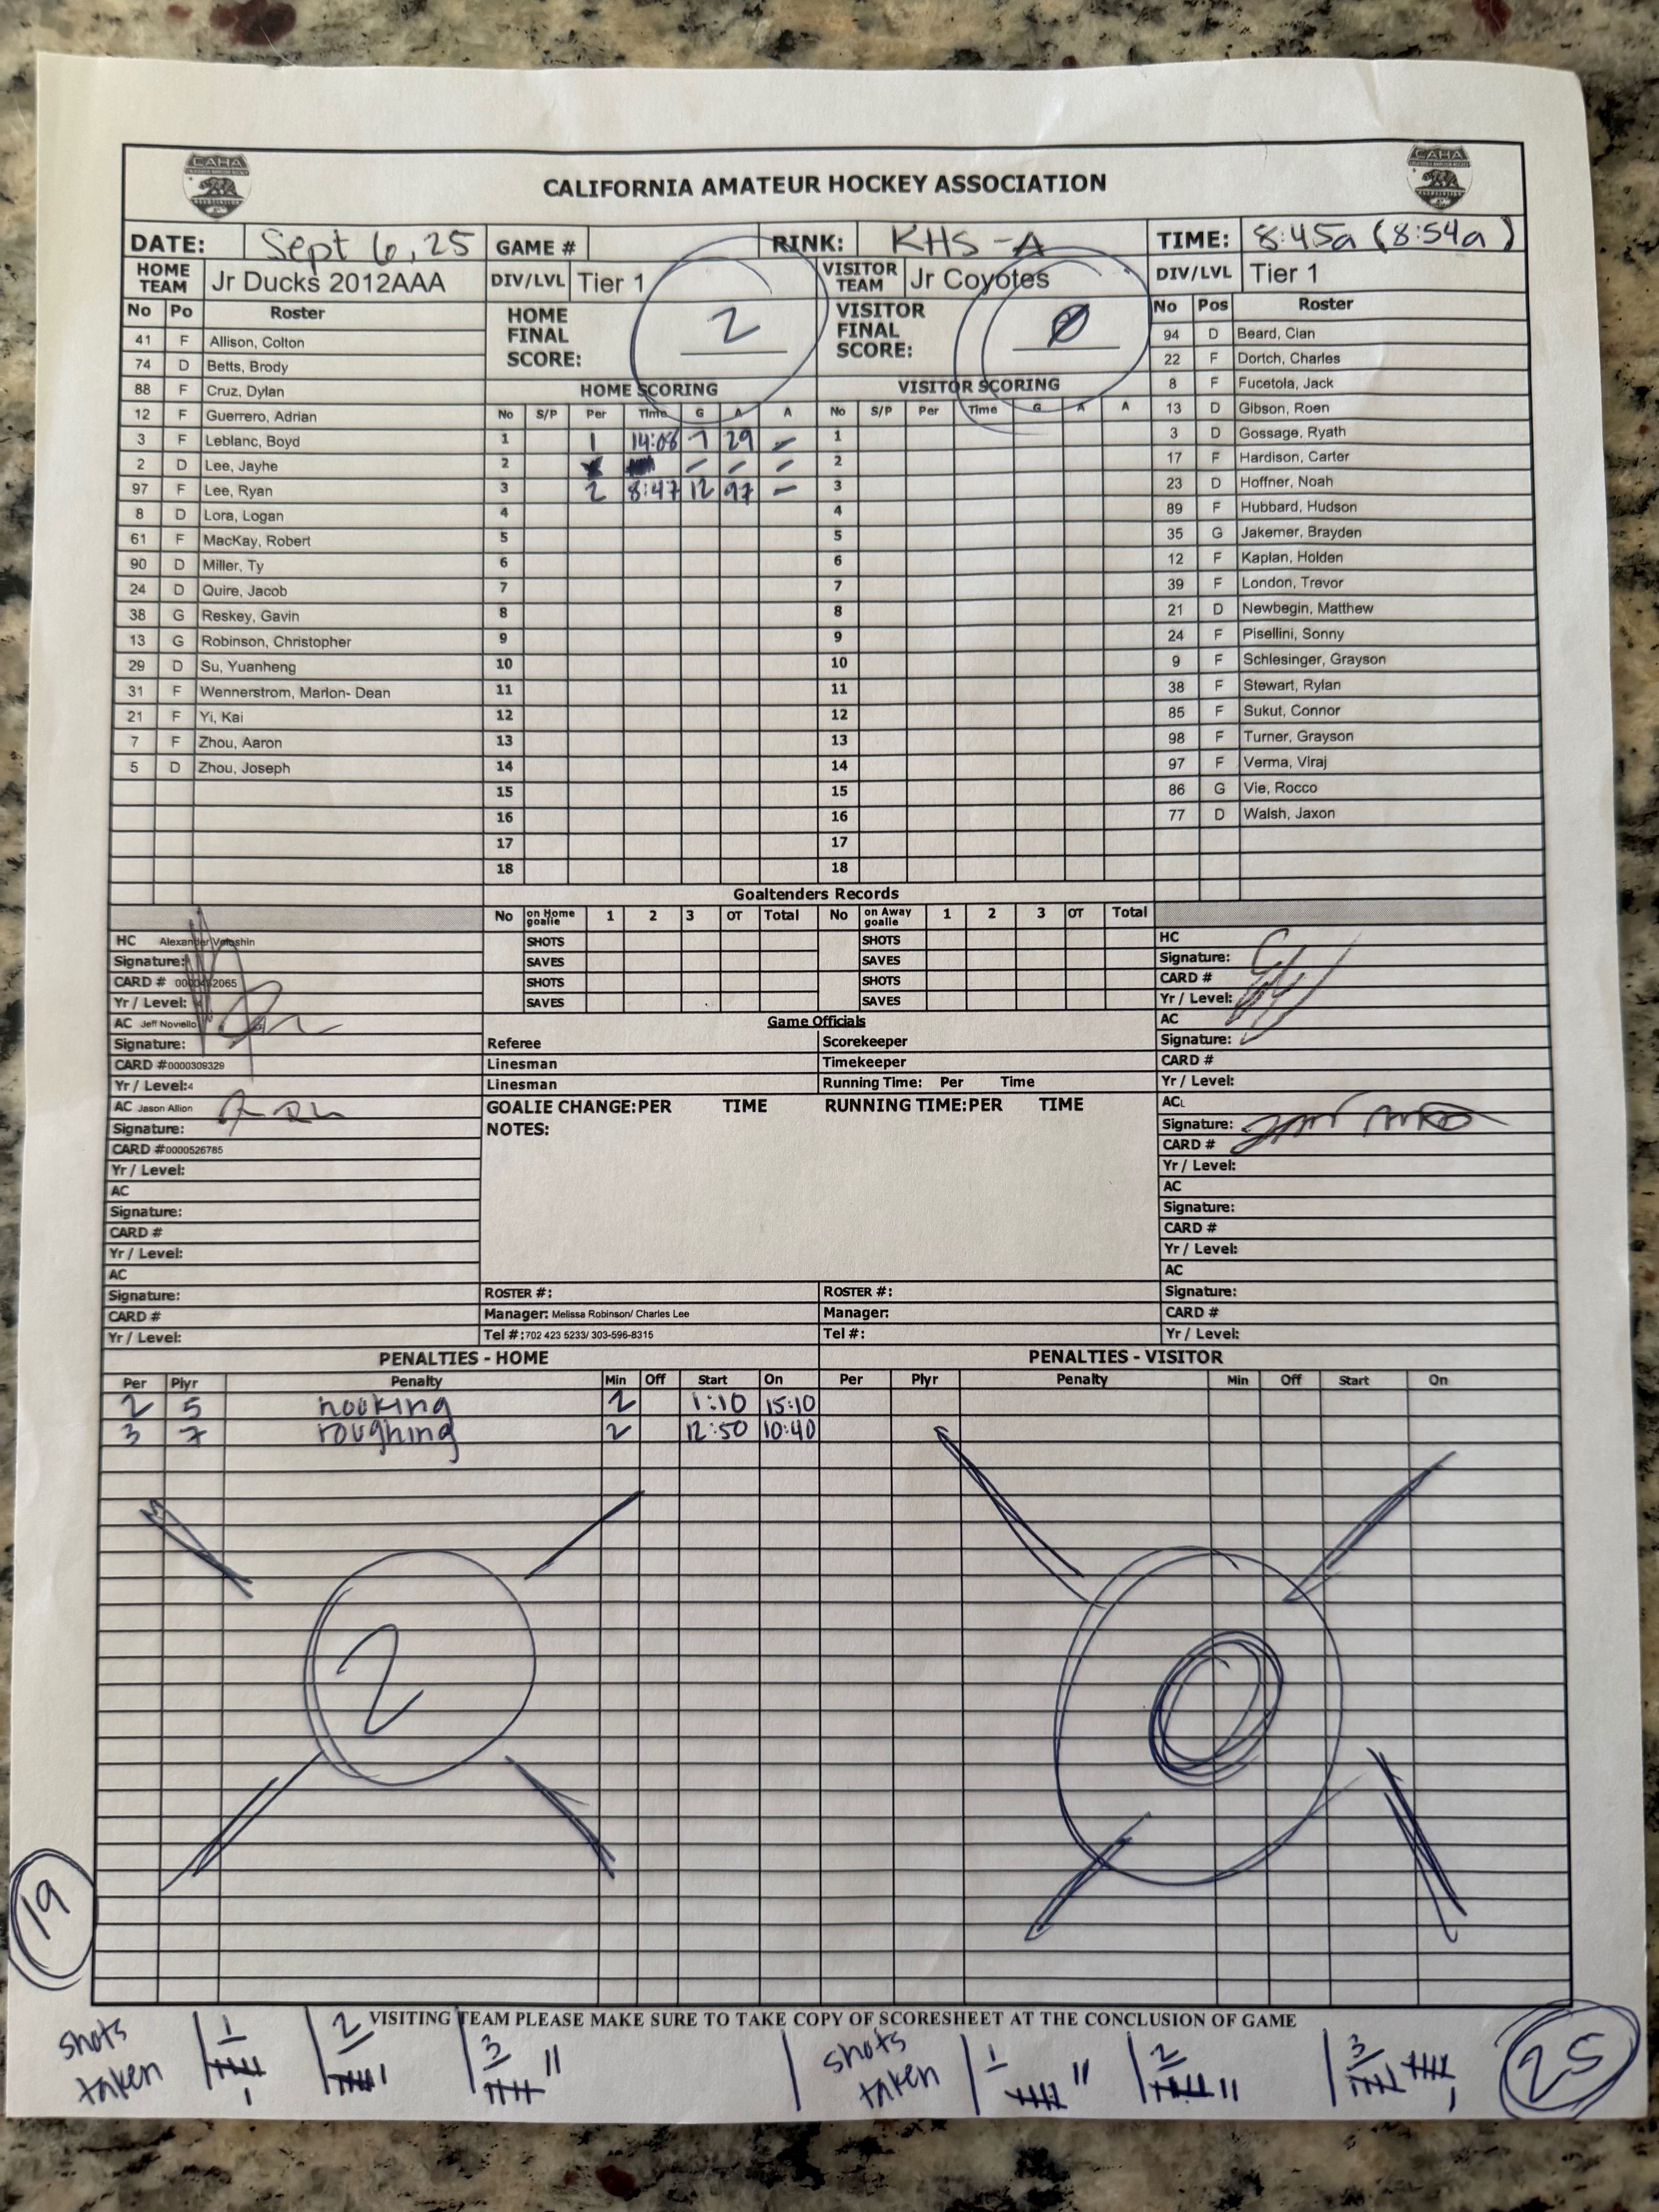 CAHA
CAHA
CALIFORNIA AMATEUR HOCKEY ASSOCIATION
DATE: Sept 6, 25 GAME # RINK: KHS - A TIME: 8:45a (8:54a)
HOME TEAM Jr Ducks 2012AAA DIV/LVL Tier 1 VISITOR TEAM Jr Coyotes DIV/LVL Tier 1
HOME FINAL SCORE: 2 VISITOR FINAL SCORE: 0
No Po Roster
41 F Allison, Colton
74 D Betts, Brody
88 F Cruz, Dylan
12 F Guerrero, Adrian
3 F Leblanc, Boyd
2 D Lee, Jayhe
97 F Lee, Ryan
8 D Lora, Logan
61 F MacKay, Robert
90 D Miller, Ty
24 D Quire, Jacob
38 G Reskey, Gavin
13 G Robinson, Christopher
29 D Su, Yuanheng
31 F Wennerstrom, Marlon- Dean
21 F Yi, Kai
7 F Zhou, Aaron
5 D Zhou, Joseph
HOME SCORING
No S/P Per Time G A A
1 1 14:08 7 29 –
2 – – –
3 2 8:47 12 97 –
4
5
6
7
8
9
10
11
12
13
14
15
16
17
18
VISITOR SCORING
No S/P Per Time G A A
1
2
3
4
5
6
7
8
9
10
11
12
13
14
15
16
17
18
No Pos Roster
94 D Beard, Cian
22 F Dortch, Charles
8 F Fucetola, Jack
13 D Gibson, Roen
3 D Gossage, Ryath
17 F Hardison, Carter
23 D Hoffner, Noah
89 F Hubbard, Hudson
35 G Jakemer, Brayden
12 F Kaplan, Holden
39 F London, Trevor
21 D Newbegin, Matthew
24 F Pisellini, Sonny
9 F Schlesinger, Grayson
38 F Stewart, Rylan
85 F Sukut, Connor
98 F Turner, Grayson
97 F Verma, Viraj
86 G Vie, Rocco
77 D Walsh, Jaxon
Goaltenders Records
No on Home goalie 1 2 3 OT Total No on Away goalie 1 2 3 OT Total
SHOTS SHOTS
SAVES SAVES
SHOTS SHOTS
SAVES SAVES
Game Officials
Referee Scorekeeper
Linesman Timekeeper
Linesman Running Time: Per Time
GOALIE CHANGE:PER TIME RUNNING TIME:PER TIME
NOTES:
ROSTER #: ROSTER #:
Manager: Melissa Robinson/ Charles Lee Manager:
Tel #:702 423 5233/ 303-596-8315 Tel #:
HC Alexander Voloshin
Signature:
CARD #
Yr / Level:
AC Jeff Noviello
Signature:
CARD #0000309329
Yr / Level:4
AC Jason Allion
Signature:
CARD #0000526785
Yr / Level:
AC
Signature:
CARD #
Yr / Level:
AC
Signature:
CARD #
Yr / Level:
HC
Signature:
CARD #
Yr / Level:
AC
Signature:
CARD #
Yr / Level:
AC
Signature:
CARD #
Yr / Level:
AC
Signature:
CARD #
Yr / Level:
AC
Signature:
CARD #
Yr / Level:
PENALTIES - HOME PENALTIES - VISITOR
Per Plyr Penalty Min Off Start On Per Plyr Penalty Min Off Start On
2 5 hooking 2 1:10 15:10
3 7 roughing 2 12:50 10:40
2 0
19
VISITING TEAM PLEASE MAKE SURE TO TAKE COPY OF SCORESHEET AT THE CONCLUSION OF GAME
shots taken 1 2 3 shots taken 1 2 3 25